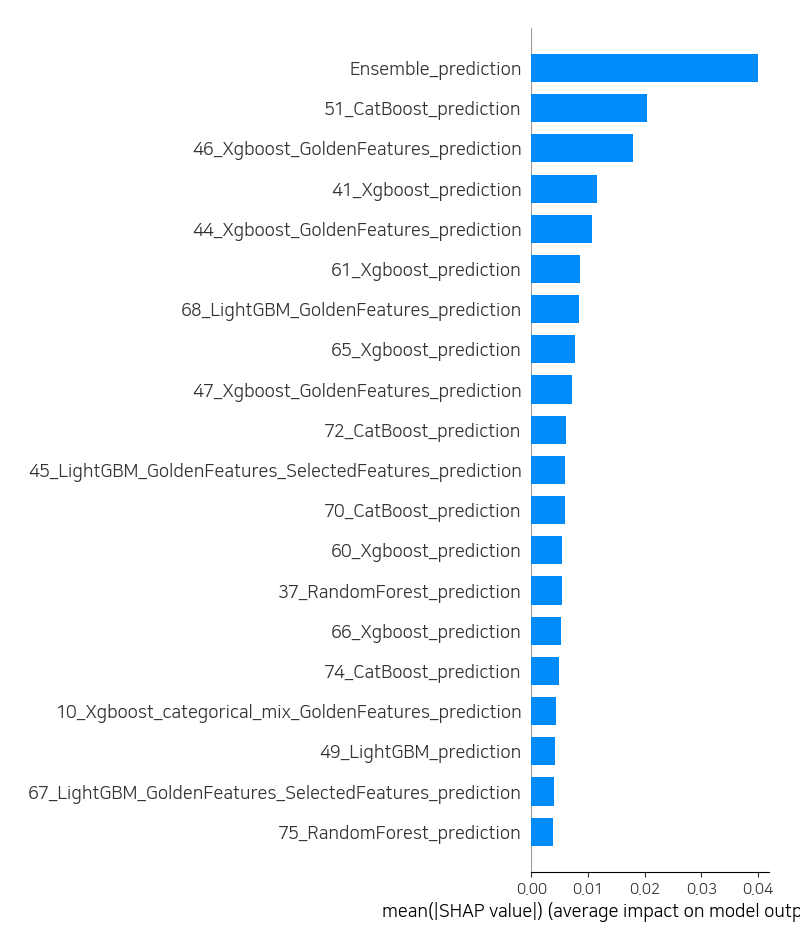 Ensemble_prediction
51_CatBoost_prediction
46_Xgboost_GoldenFeatures_prediction
41_Xgboost_prediction
44_Xgboost_GoldenFeatures_prediction
61_Xgboost_prediction
68_LightGBM_GoldenFeatures_prediction
65_Xgboost_prediction
47_Xgboost_GoldenFeatures_prediction
72_CatBoost_prediction
45_LightGBM_GoldenFeatures_SelectedFeatures_prediction
70_CatBoost_prediction
60_Xgboost_prediction
37_RandomForest_prediction
66_Xgboost_prediction
74_CatBoost_prediction
10_Xgboost_categorical_mix_GoldenFeatures_prediction
49_LightGBM_prediction
67_LightGBM_GoldenFeatures_SelectedFeatures_prediction
75_RandomForest_prediction
0.00 0.01 0.02 0.03 0.04
mean(|SHAP value|) (average impact on model outp